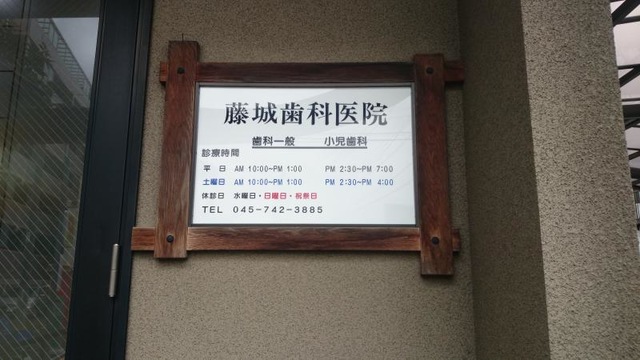 藤城歯科医院
歯科一般 小児歯科
診療時間
平 日 AM 10:00~PM 1:00 PM 2:30~PM 7:00
土曜日 AM 10:00~PM 1:00 PM 2:30~PM 4:00
休診日 水曜日・日曜日・祝祭日
TEL 045-742-3885